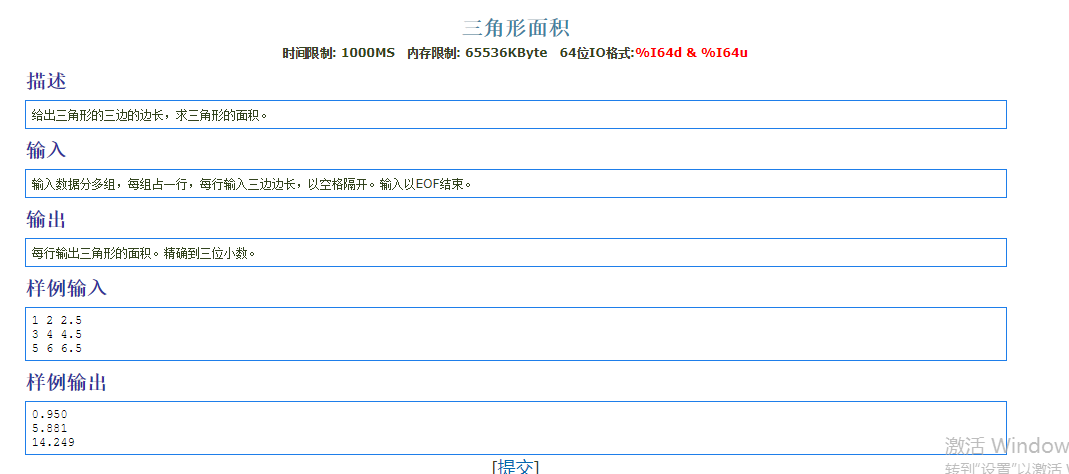 三角形面积
时间限制: 1000MS 内存限制: 65536KByte 64位IO格式:%I64d & %I64u
描述
给出三角形的三边的边长，求三角形的面积。
输入
输入数据分多组，每组占一行，每行输入三边边长，以空格隔开。输入以EOF结束。
输出
每行输出三角形的面积。精确到三位小数。
样例输入
1 2 2.5
3 4 4.5
5 6 6.5
样例输出
0.950
5.881
14.249
激活 Window
[提交]
转到"设置"以激活 W